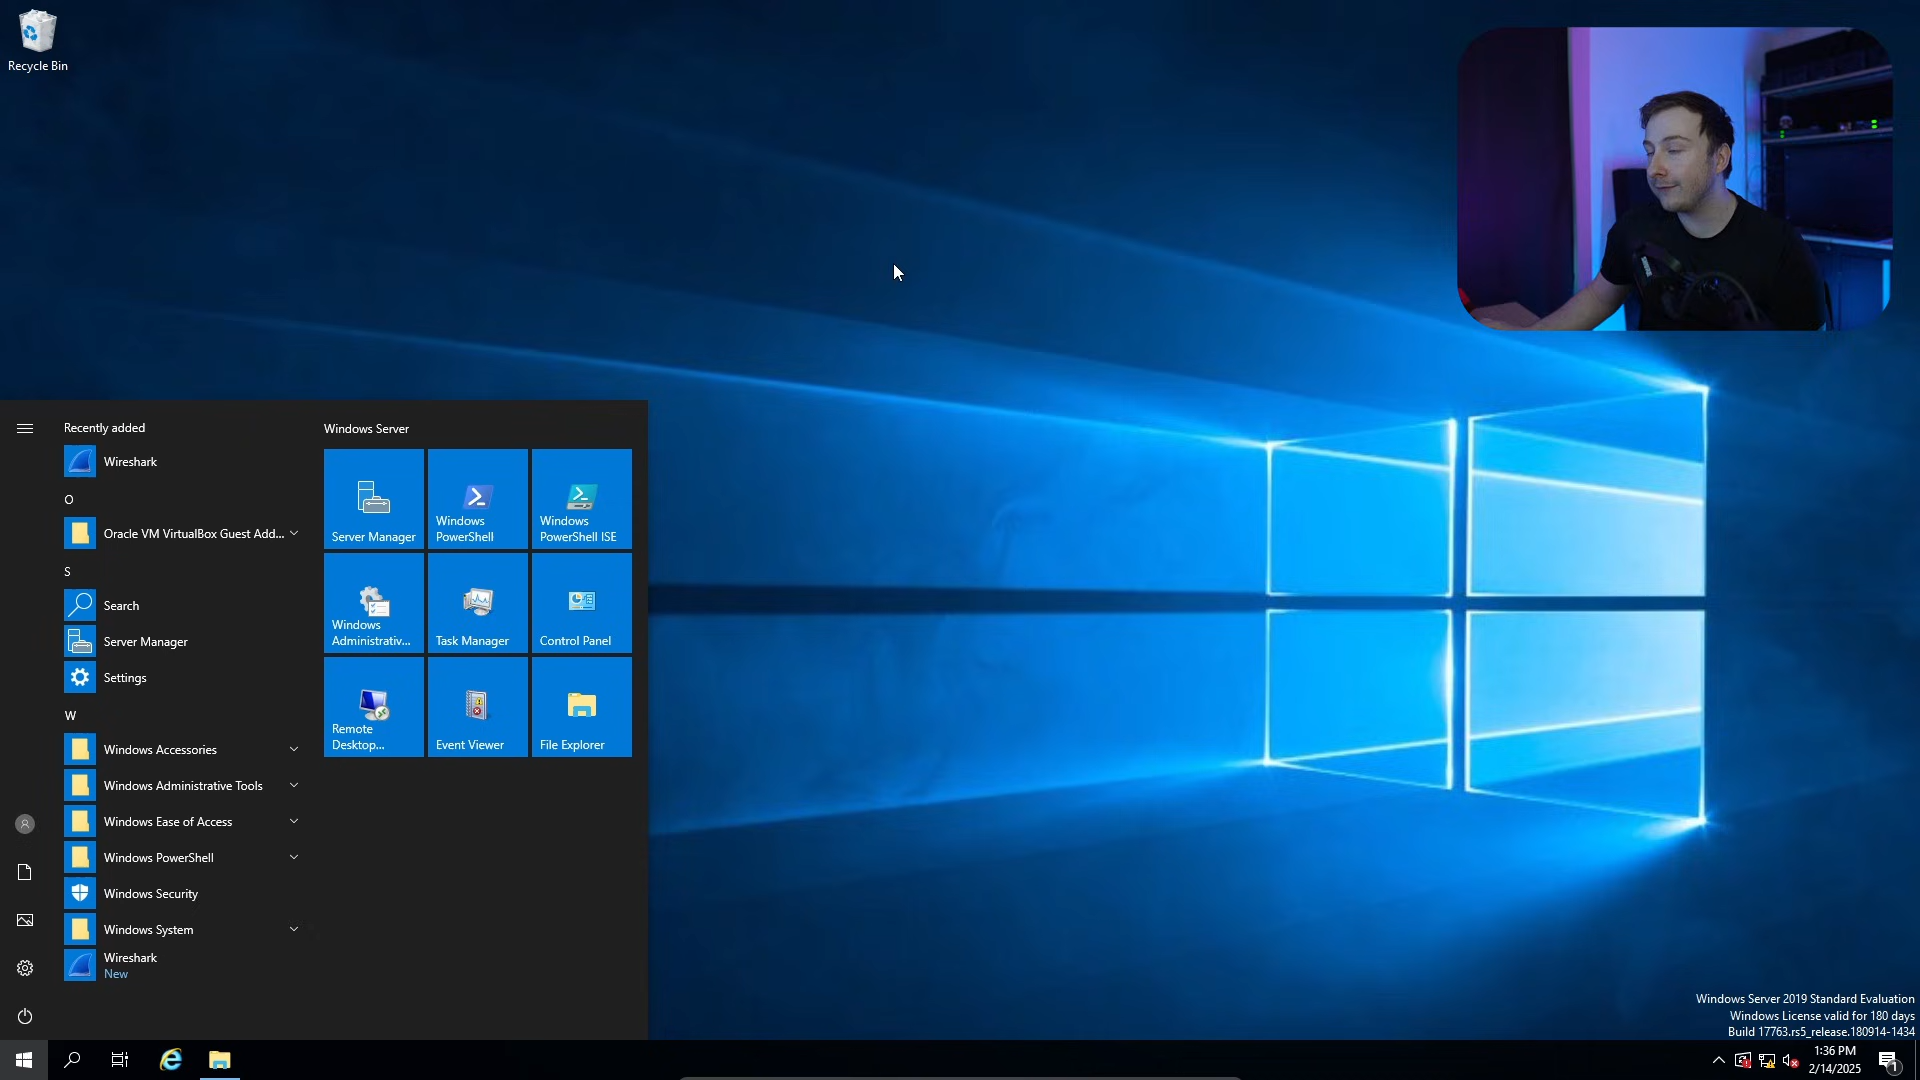 Recycle Bin
Recently added
Wireshark
O
Oracle VM VirtualBox Guest Add...
S
Search
Server Manager
Settings
W
Windows Accessories
Windows Administrative Tools
Windows Ease of Access
Windows PowerShell
Windows Security
Windows System
Wireshark
New
Windows Server
Server Manager
Windows
PowerShell
Windows
PowerShell ISE
Windows
Administrativ...
Task Manager
Control Panel
Remote
Desktop...
Event Viewer
File Explorer
Windows Server 2019 Standard Evaluation
Windows License valid for 180 days
Build 17763.rs5_release.180914-1434
1:36 PM
2/14/2025
1